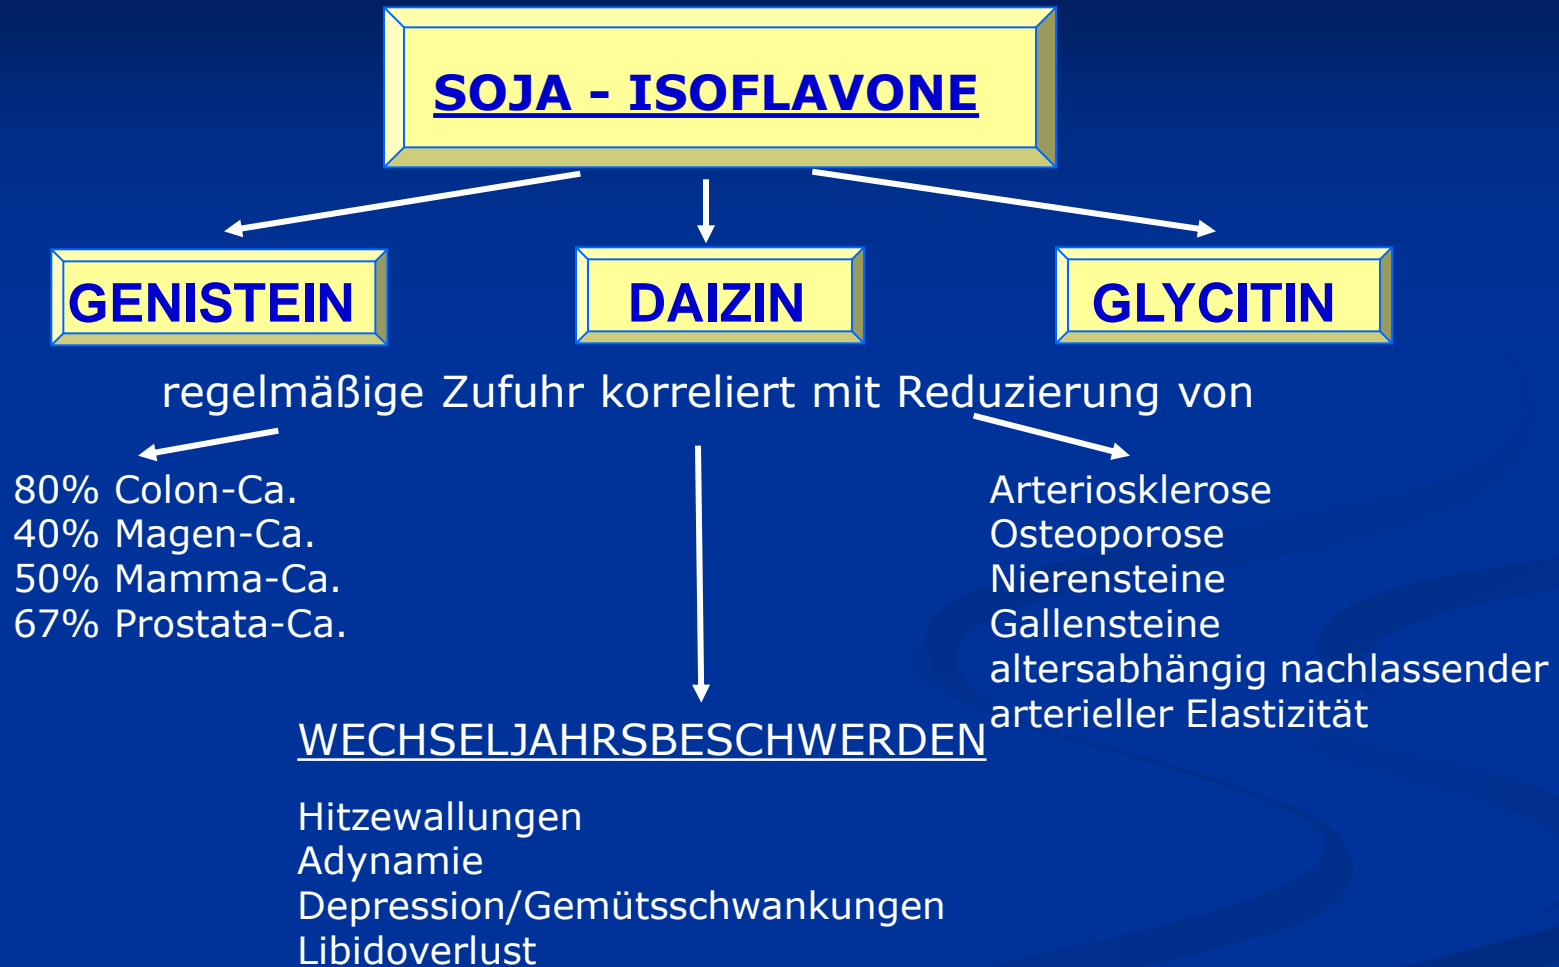 SOJA - ISOFLAVONE
GENISTEIN
DAIZIN
GLYCITIN
regelmäßige Zufuhr korreliert mit Reduzierung von
80% Colon-Ca.
40% Magen-Ca.
50% Mamma-Ca.
67% Prostata-Ca.
Arteriosklerose
Osteoporose
Nierensteine
Gallensteine
altersabhängig nachlassender
arterieller Elastizität
WECHSELJAHRSBESCHWERDEN
Hitzewallungen
Adynamie
Depression/Gemütsschwankungen
Libidoverlust